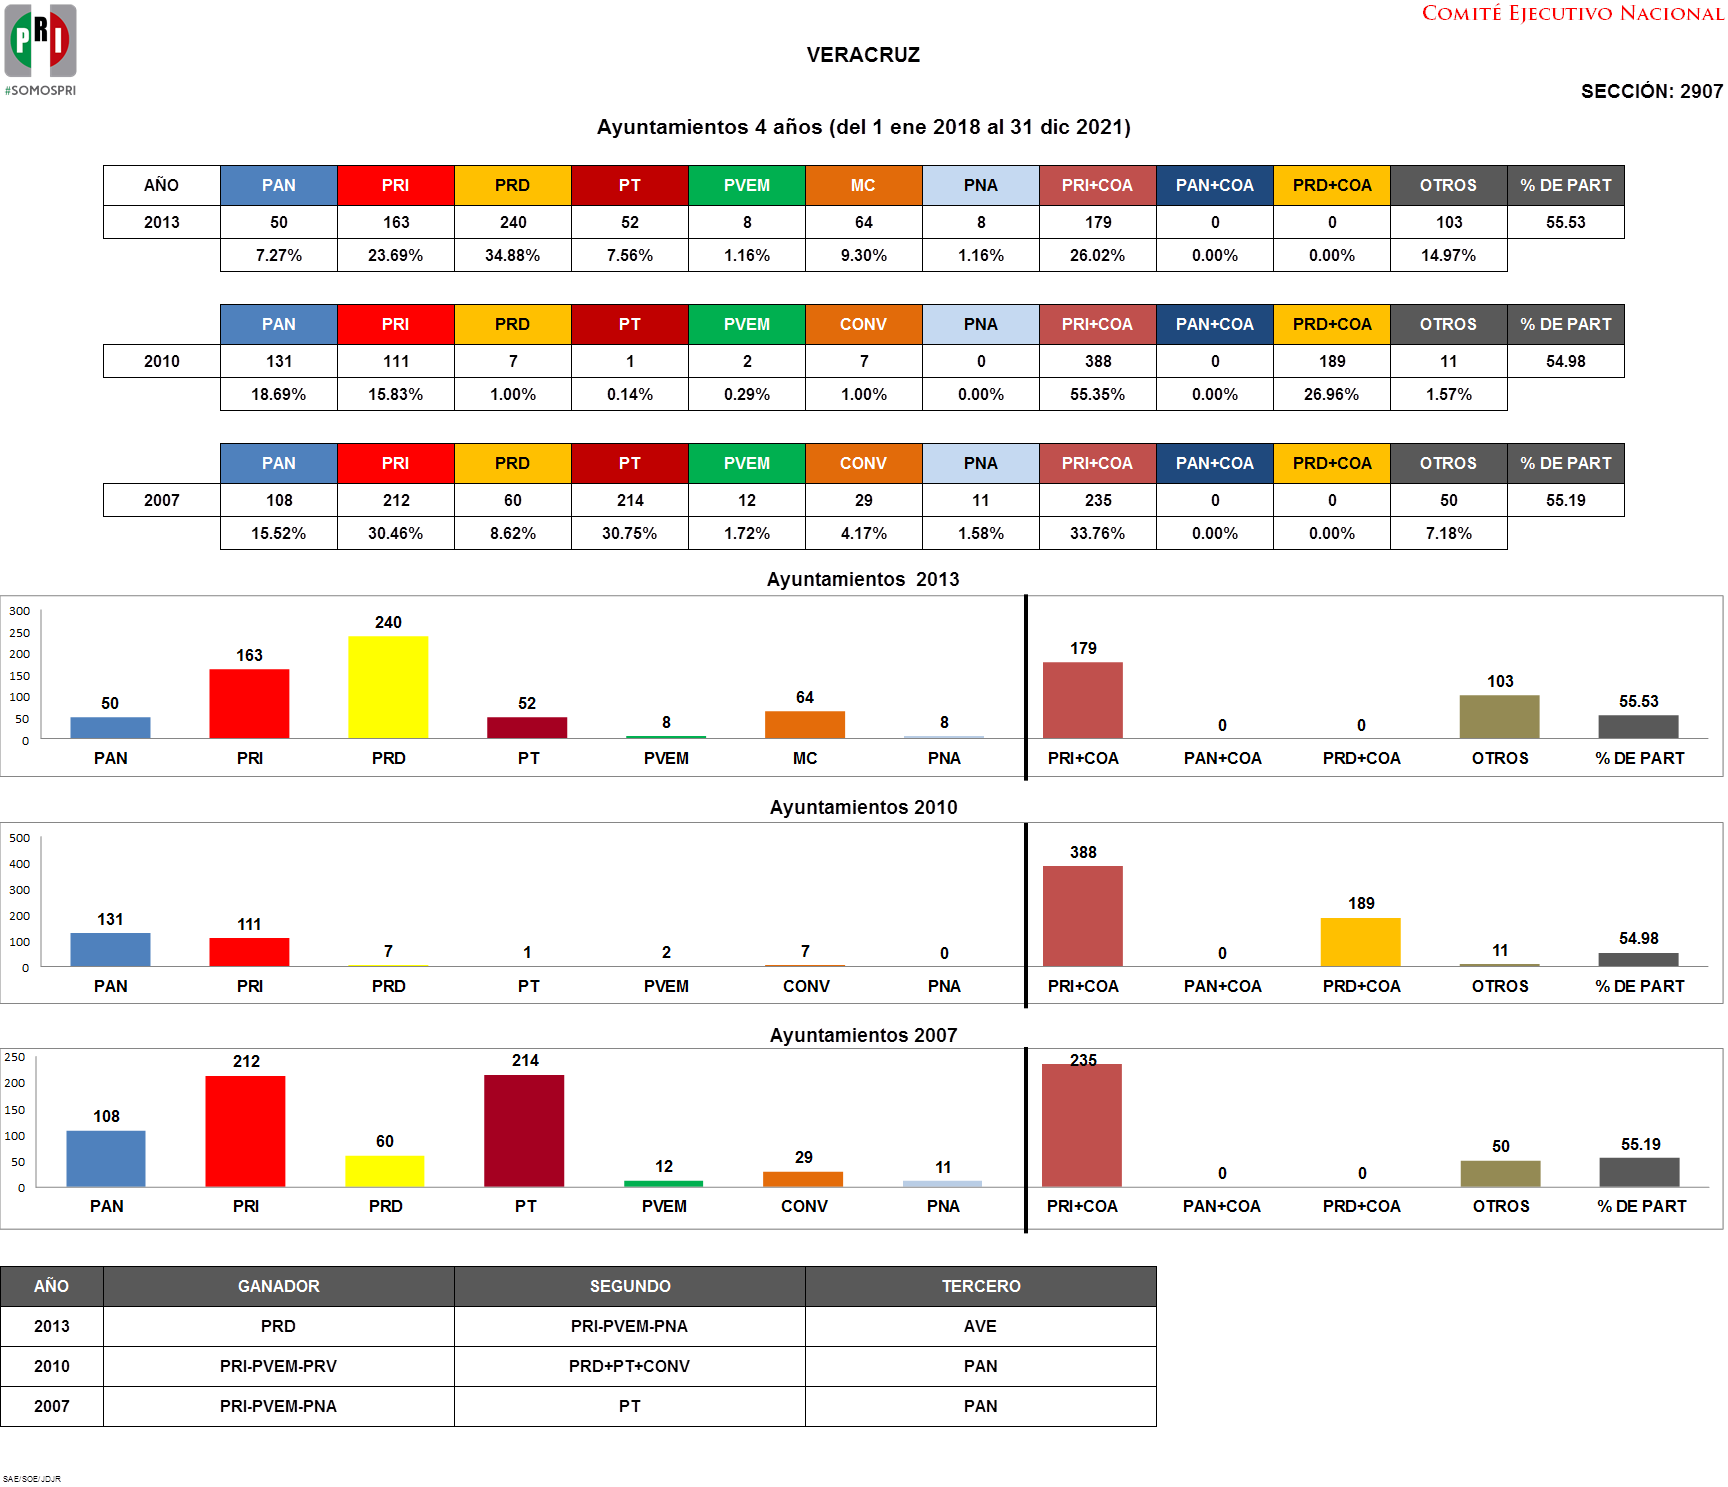 COMITÉ EJECUTIVO NACIONAL
PRI
#SOMOSPRI
VERACRUZ
SECCIÓN: 2907
Ayuntamientos 4 años (del 1 ene 2018 al 31 dic 2021)
AÑO PAN PRI PRD PT PVEM MC PNA PRI+COA PAN+COA PRD+COA OTROS % DE PART
2013 50 163 240 52 8 64 8 179 0 0 103 55.53
7.27% 23.69% 34.88% 7.56% 1.16% 9.30% 1.16% 26.02% 0.00% 0.00% 14.97%
PAN PRI PRD PT PVEM CONV PNA PRI+COA PAN+COA PRD+COA OTROS % DE PART
2010 131 111 7 1 2 7 0 388 0 189 11 54.98
18.69% 15.83% 1.00% 0.14% 0.29% 1.00% 0.00% 55.35% 0.00% 26.96% 1.57%
PAN PRI PRD PT PVEM CONV PNA PRI+COA PAN+COA PRD+COA OTROS % DE PART
2007 108 212 60 214 12 29 11 235 0 0 50 55.19
15.52% 30.46% 8.62% 30.75% 1.72% 4.17% 1.58% 33.76% 0.00% 0.00% 7.18%
Ayuntamientos 2013
300
250
200
150
100
50
0
50 163 240 52 8 64 8 179 0 0 103 55.53
PAN PRI PRD PT PVEM MC PNA PRI+COA PAN+COA PRD+COA OTROS % DE PART
Ayuntamientos 2010
500
400
300
200
100
0
131 111 7 1 2 7 0 388 0 189 11 54.98
PAN PRI PRD PT PVEM CONV PNA PRI+COA PAN+COA PRD+COA OTROS % DE PART
Ayuntamientos 2007
250
200
150
100
50
0
108 212 60 214 12 29 11 235 0 0 50 55.19
PAN PRI PRD PT PVEM CONV PNA PRI+COA PAN+COA PRD+COA OTROS % DE PART
AÑO GANADOR SEGUNDO TERCERO
2013 PRD PRI-PVEM-PNA AVE
2010 PRI-PVEM-PRV PRD+PT+CONV PAN
2007 PRI-PVEM-PNA PT PAN
SAE/SOE/JDJR